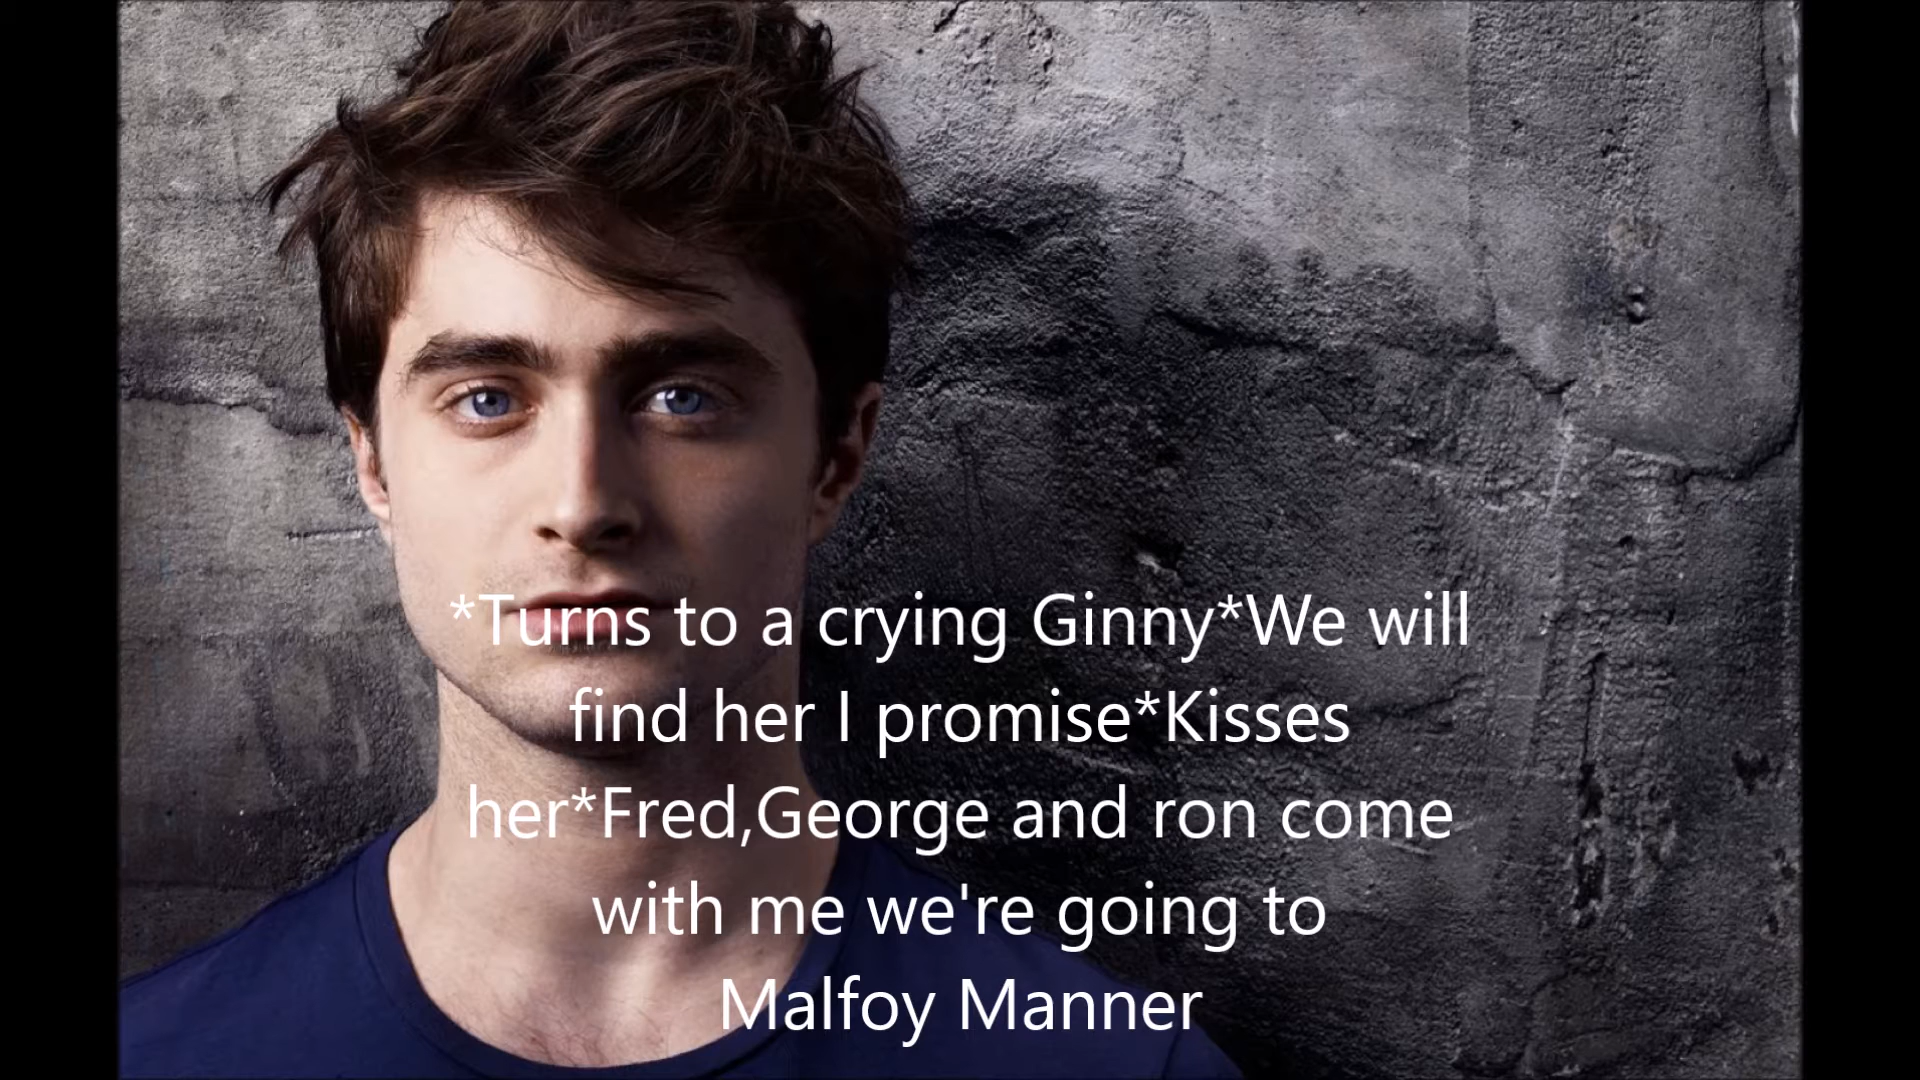 *Turns to a crying Ginny*We will
find her I promise*Kisses
her*Fred,George and ron come
with me we're going to
Malfoy Manner